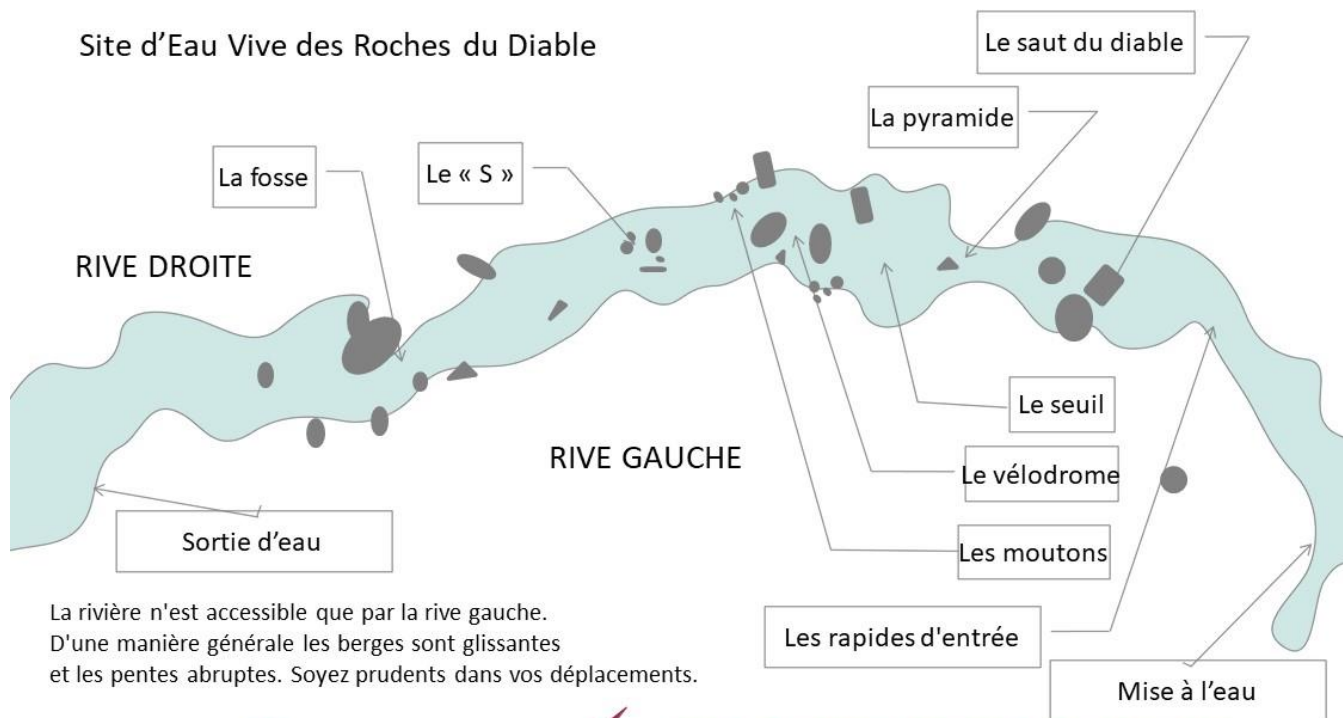 Site d’Eau Vive des Roches du Diable
Le saut du diable
La pyramide
Le « S »
La fosse
RIVE DROITE
Le seuil
RIVE GAUCHE
Le vélodrome
Sortie d’eau
Les moutons
La rivière n'est accessible que par la rive gauche.
D'une manière générale les berges sont glissantes
et les pentes abruptes. Soyez prudents dans vos déplacements.
Les rapides d'entrée
Mise à l’eau